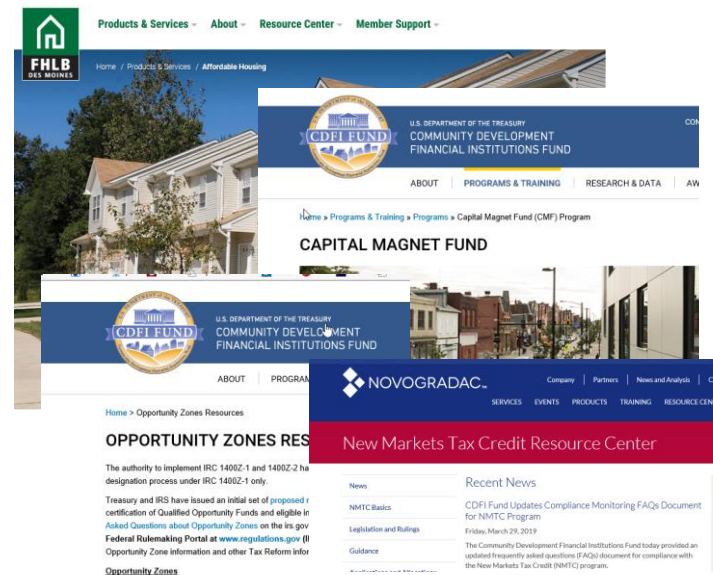 Products & Services About Resource Center Member Support
FHLB
DES MOINES
Home / Products & Services / Affordable Housing
CDFI FUND
U.S. DEPARTMENT OF THE TREASURY
COMMUNITY DEVELOPMENT
FINANCIAL INSTITUTIONS FUND
ABOUT PROGRAMS & TRAINING RESEARCH & DATA AW
Home » Programs & Training » Programs » Capital Magnet Fund (CMF) Program
CAPITAL MAGNET FUND
CDFI FUND
U.S. DEPARTMENT OF THE TREASURY
COMMUNITY DEVELOPMENT
FINANCIAL INSTITUTIONS FUND
ABOUT PROGRAM
Home > Opportunity Zones Resources
OPPORTUNITY ZONES RES
The authority to implement IRC 1400Z-1 and 1400Z-2 ha
designation process under IRC 1400Z-1 only.
Treasury and IRS have issued an initial set of proposed r
certification of Qualified Opportunity Funds and eligible in
Asked Questions about Opportunity Zones on the irs.gov
Federal Rulemaking Portal at www.regulations.gov (I
Opportunity Zone information and other Tax Reform infor
Opportunity Zones
NOVOGRADAC
Company Partners News and Analysis C
SERVICES EVENTS PRODUCTS TRAINING RESOURCE CEN
New Markets Tax Credit Resource Center
News
NMTC Basics
Legislation and Rulings
Guidance
Applications and Allocations
Recent News
CDFI Fund Updates Compliance Monitoring FAQs Document
for NMTC Program
Friday, March 29, 2019
The Community Development Financial Institutions Fund today provided an
updated frequently asked questions (FAQs) document for compliance with
the New Markets Tax Credit (NMTC) program.